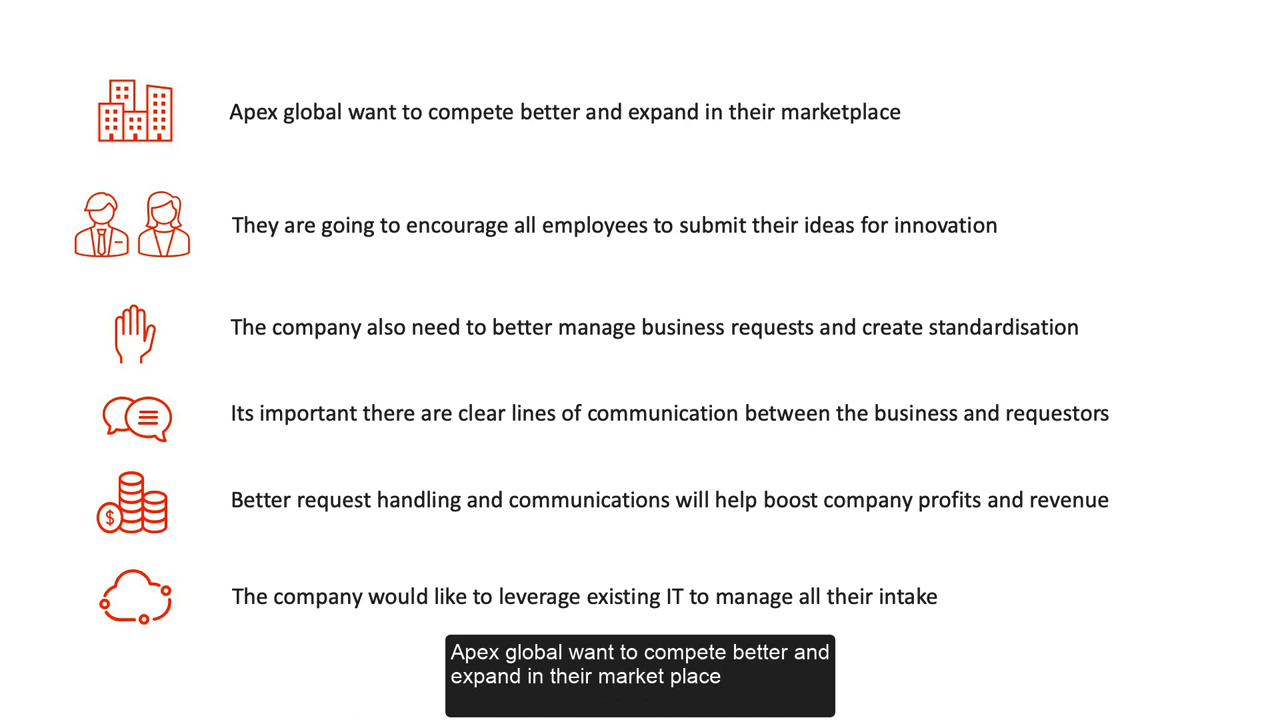 Apex global want to compete better and expand in their marketplace
They are going to encourage all employees to submit their ideas for innovation
The company also need to better manage business requests and create standardisation
Its important there are clear lines of communication between the business and requestors
$
Better request handling and communications will help boost company profits and revenue
The company would like to leverage existing IT to manage all their intake
Apex global want to compete better and
expand in their market place